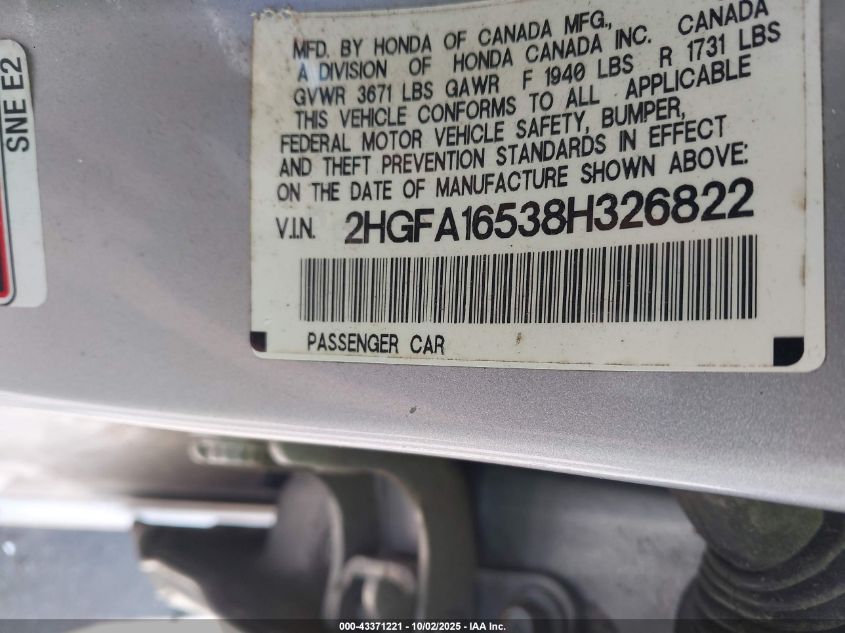 SNE E2
MFD. BY HONDA OF CANADA MFG.,
A DIVISION OF HONDA CANADA INC. CANADA
GVWR 3671 LBS GAWR F 1940 LBS R 1731 LBS
THIS VEHICLE CONFORMS TO ALL APPLICABLE
FEDERAL MOTOR VEHICLE SAFETY, BUMPER,
AND THEFT PREVENTION STANDARDS IN EFFECT
ON THE DATE OF MANUFACTURE SHOWN ABOVE:
V.I.N. 2HGFA16538H326822
PASSENGER CAR
000-43371221 | 10/02/2025 - IAA Inc.